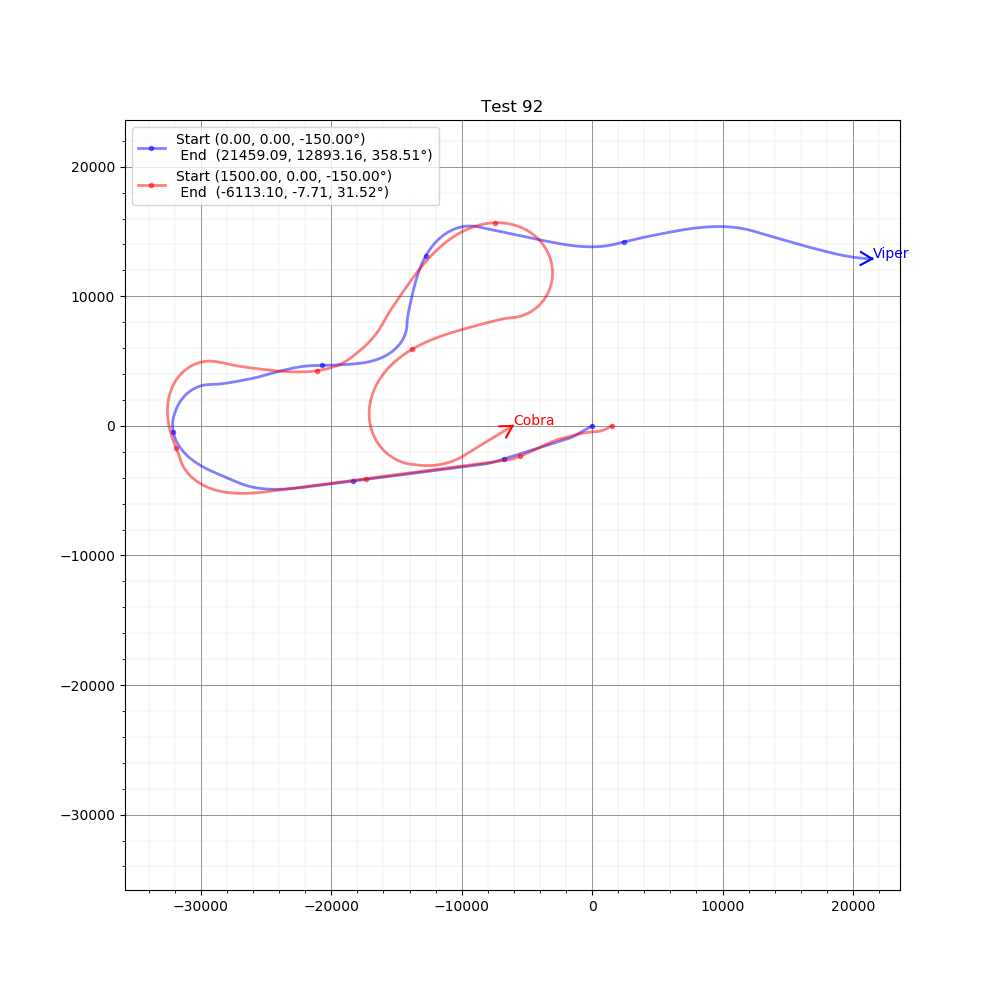 Test 92
Start (0.00, 0.00, -150.00°)
End  (21459.09, 12893.16, 358.51°)
Start (1500.00, 0.00, -150.00°)
End  (-6113.10, -7.71, 31.52°)
20000
10000
0
−10000
−20000
−30000
Viper
Cobra
−30000
−20000
−10000
0
10000
20000